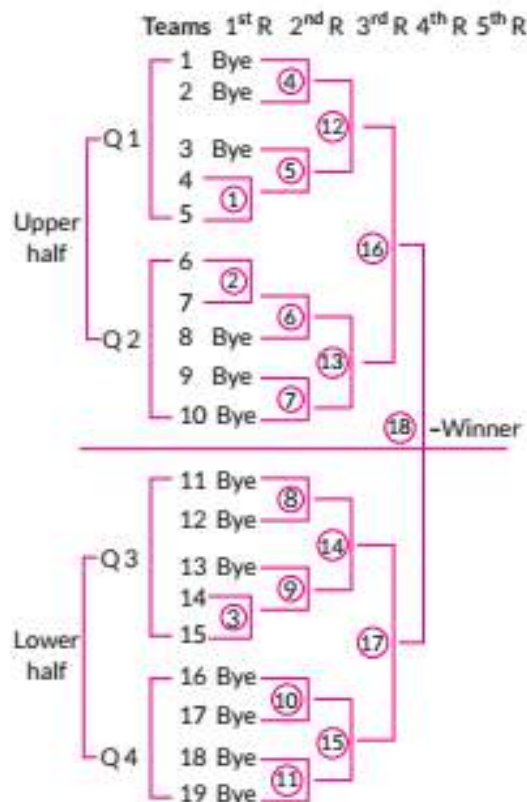 Teams 1st R 2nd R 3rd R 4th R 5th R
1 Bye
④
2 Bye
⑫
Q 1
3 Bye
⑤
4
①
5
Upper
half
⑯
6
②
7
⑥
Q 2
8 Bye
⑬
9 Bye
⑦
10 Bye
⑱ -Winner
11 Bye
⑧
12 Bye
⑭
Q 3
13 Bye
⑨
14
③
15
Lower
half
⑰
16 Bye
⑩
17 Bye
⑮
Q 4
18 Bye
⑪
19 Bye